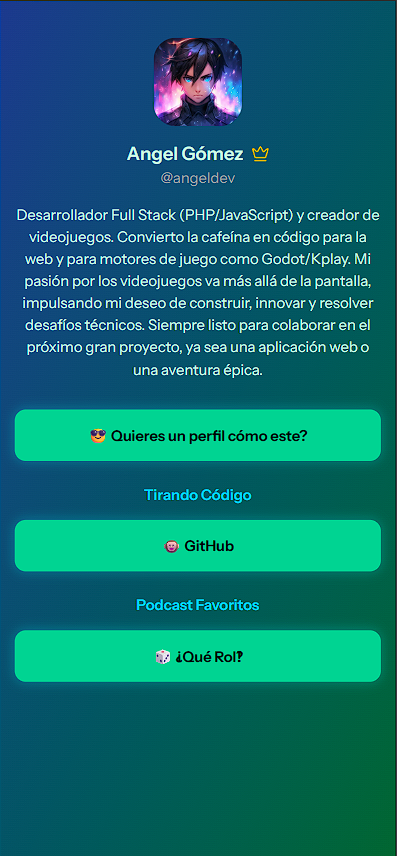 Angel Gómez
@angeldev
Desarrollador Full Stack (PHP/JavaScript) y creador de
videojuegos. Convierto la cafeína en código para la
web y para motores de juego como Godot/Kplay. Mi
pasión por los videojuegos va más allá de la pantalla,
impulsando mi deseo de construir, innovar y resolver
desafíos técnicos. Siempre listo para colaborar en el
próximo gran proyecto, ya sea una aplicación web o
una aventura épica.
😎 Quieres un perfil cómo este?
Tirando Código
GitHub
Podcast Favoritos
🎲 ¿Qué Rol‽